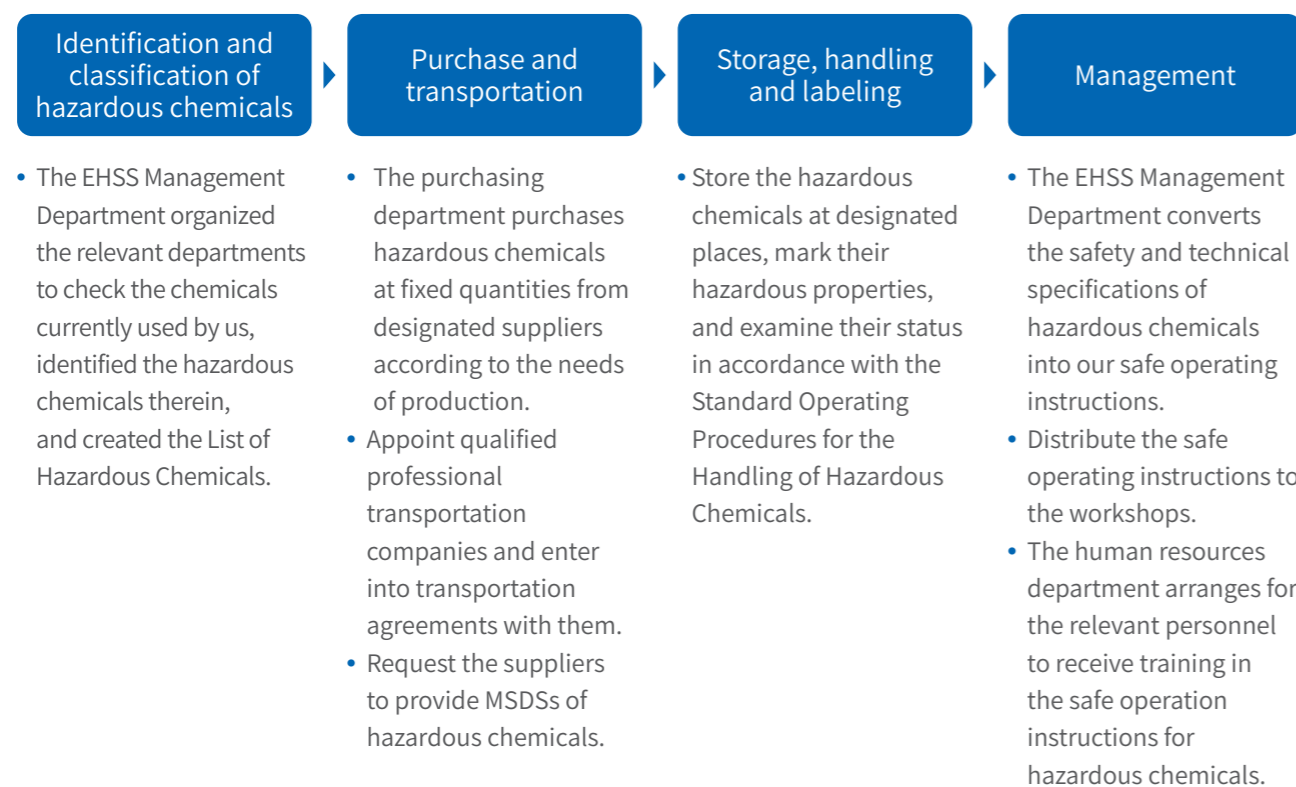 Identification and
classification of
hazardous chemicals
• The EHSS Management
Department organized
the relevant departments
to check the chemicals
currently used by us,
identified the hazardous
chemicals therein,
and created the List of
Hazardous Chemicals.
Purchase and
transportation
• The purchasing
department purchases
hazardous chemicals
at fixed quantities from
designated suppliers
according to the needs
of production.
• Appoint qualified
professional
transportation
companies and enter
into transportation
agreements with them.
• Request the suppliers
to provide MSDSs of
hazardous chemicals.
Storage, handling
and labeling
• Store the hazardous
chemicals at designated
places, mark their
hazardous properties,
and examine their status
in accordance with the
Standard Operating
Procedures for the
Handling of Hazardous
Chemicals.
Management
• The EHSS Management
Department converts
the safety and technical
specifications of
hazardous chemicals
into our safe operating
instructions.
• Distribute the safe
operating instructions to
the workshops.
• The human resources
department arranges for
the relevant personnel
to receive training in
the safe operation
instructions for
hazardous chemicals.